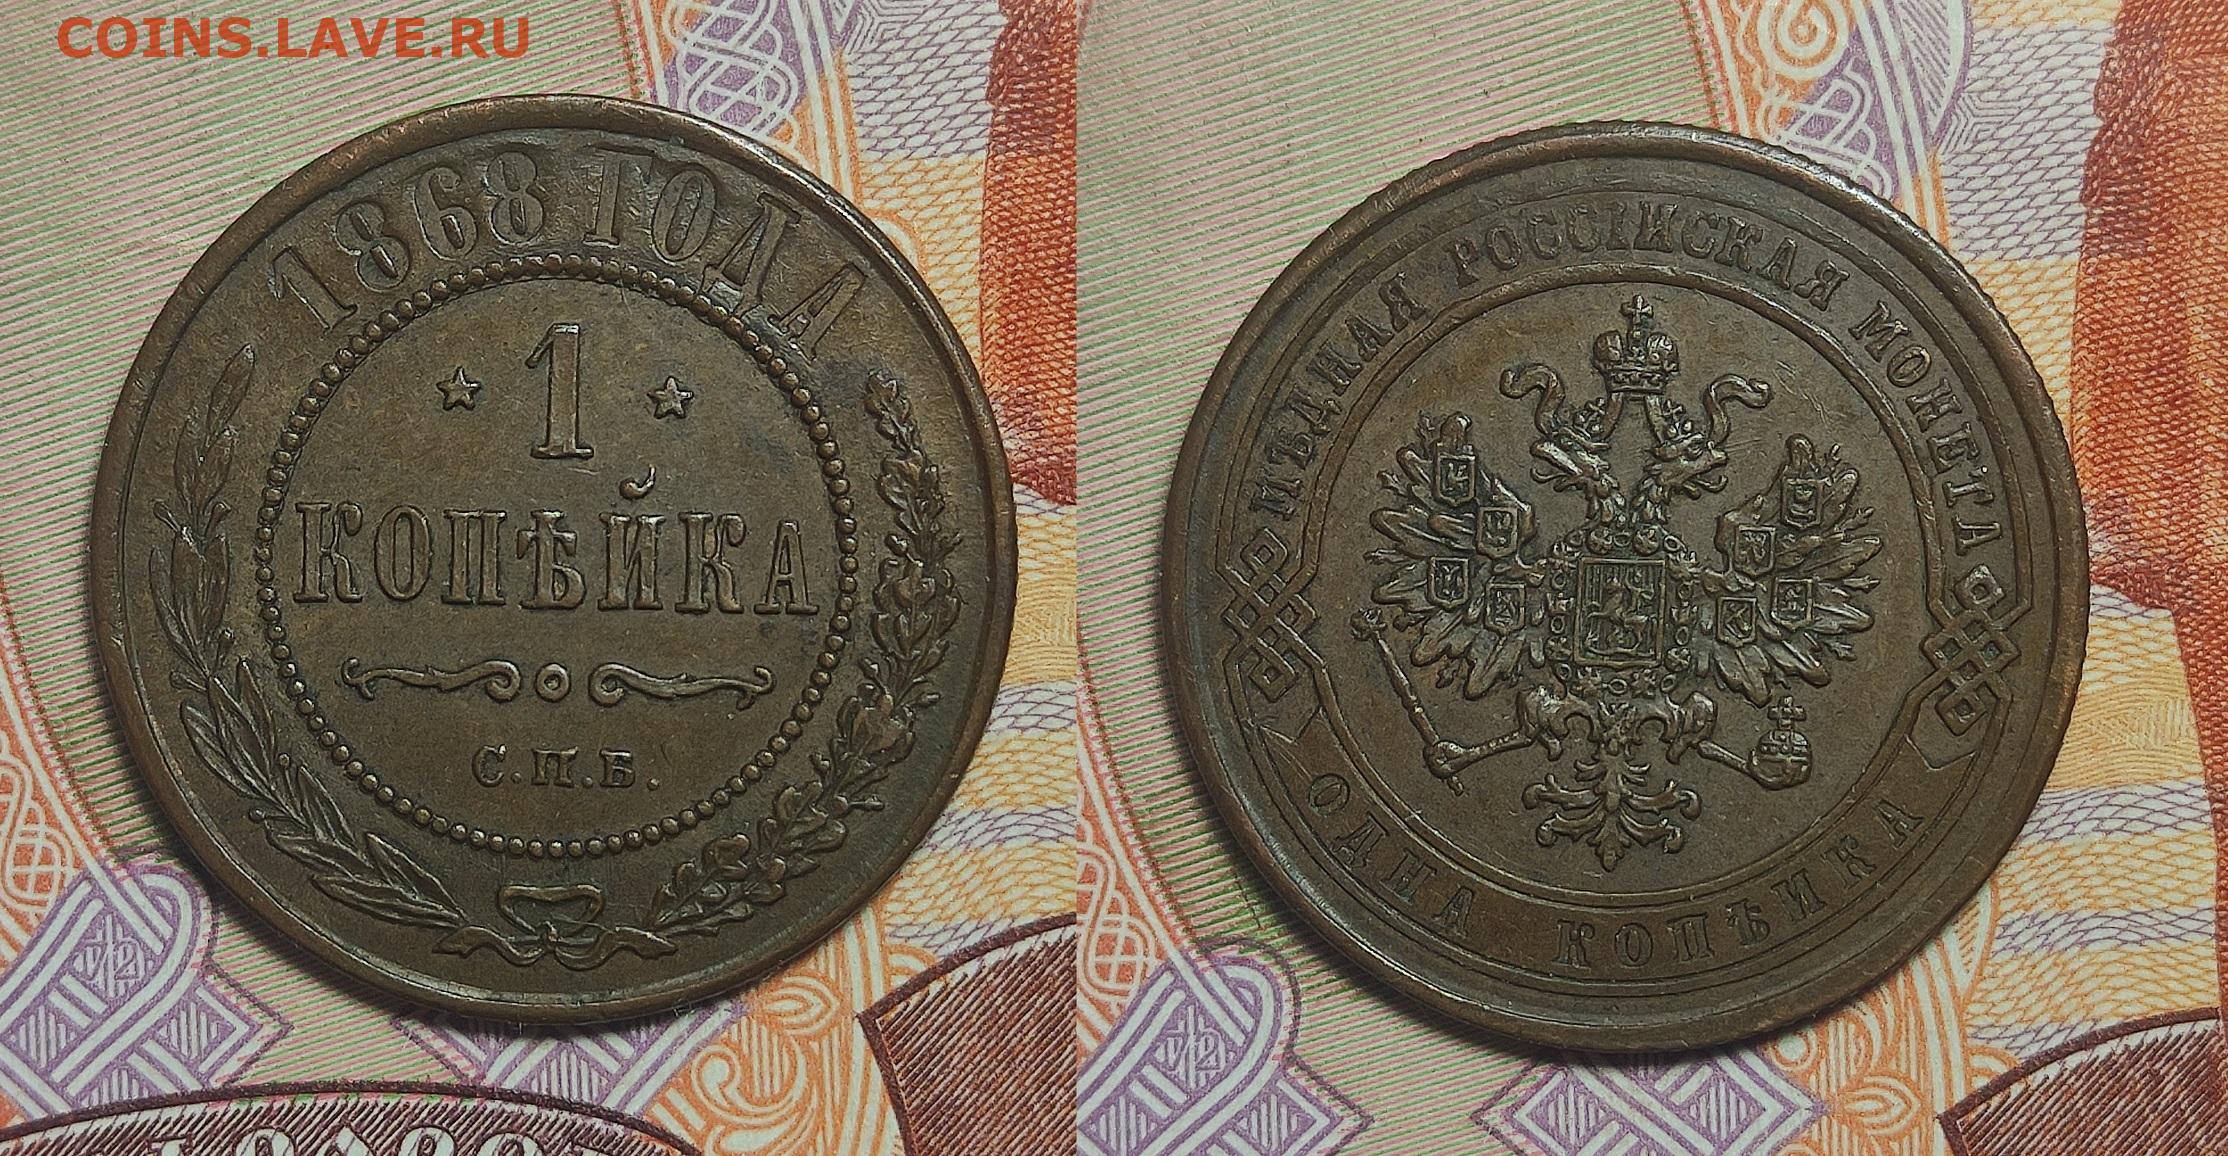 COINS.LAVE.RU
1868 ГОДА
1
КОПѢЙКА
С.П.Б.
МѢДНАЯ РОССІЙСКАЯ МОНЕТА
ОДНА КОПѢЙКА